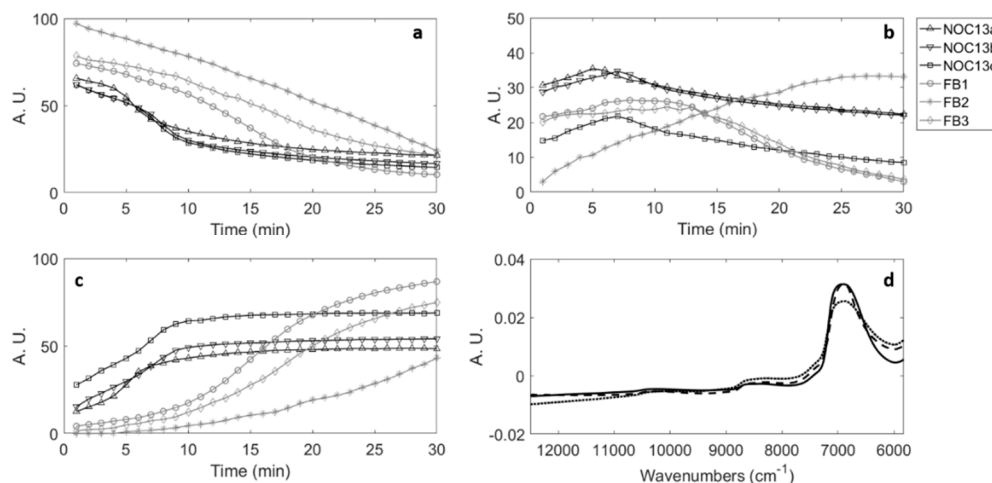 100
50
0
A. U.
a
0 5 10 15 20 25 30
Time (min)
50
40
30
20
10
0
A. U.
b
0 5 10 15 20 25 30
Time (min)
NOC13a
NOC13b
NOC13c
FB1
FB2
FB3
100
50
0
A. U.
c
0 5 10 15 20 25 30
Time (min)
0.04
0.02
0
-0.02
A. U.
d
12000 11000 10000 9000 8000 7000 6000
Wavenumbers (cm⁻¹)